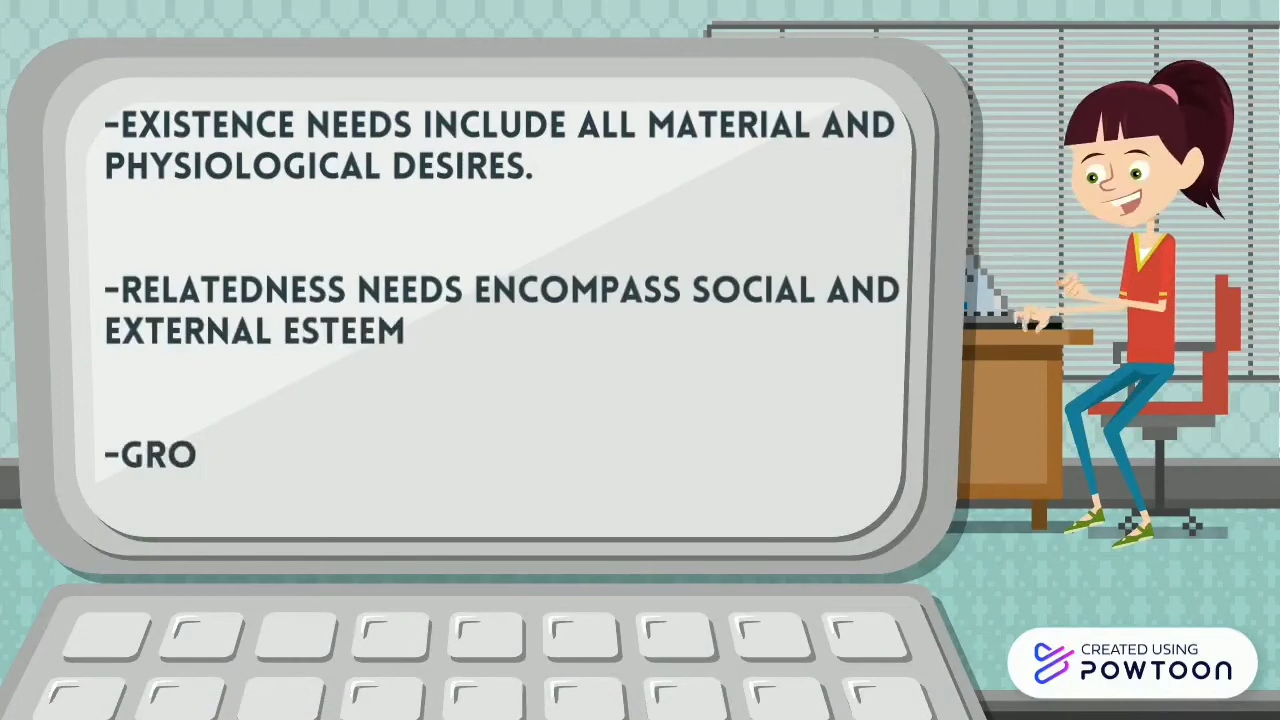 -EXISTENCE NEEDS INCLUDE ALL MATERIAL AND
PHYSIOLOGICAL DESIRES.
-RELATEDNESS NEEDS ENCOMPASS SOCIAL AND
EXTERNAL ESTEEM
-GRO
CREATED USING
POWTOON